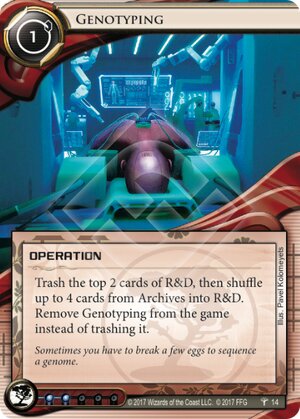 GENOTYPING
1
OPERATION
Trash the top 2 cards of R&D, then shuffle
up to 4 cards from Archives into R&D.
Remove Genotyping from the game
instead of trashing it.
Sometimes you have to break a few eggs to sequence
a genome.
Illus. Pavel Kolomeyets
© 2017 Wizards of the Coast LLC. © 2017 FFG
14